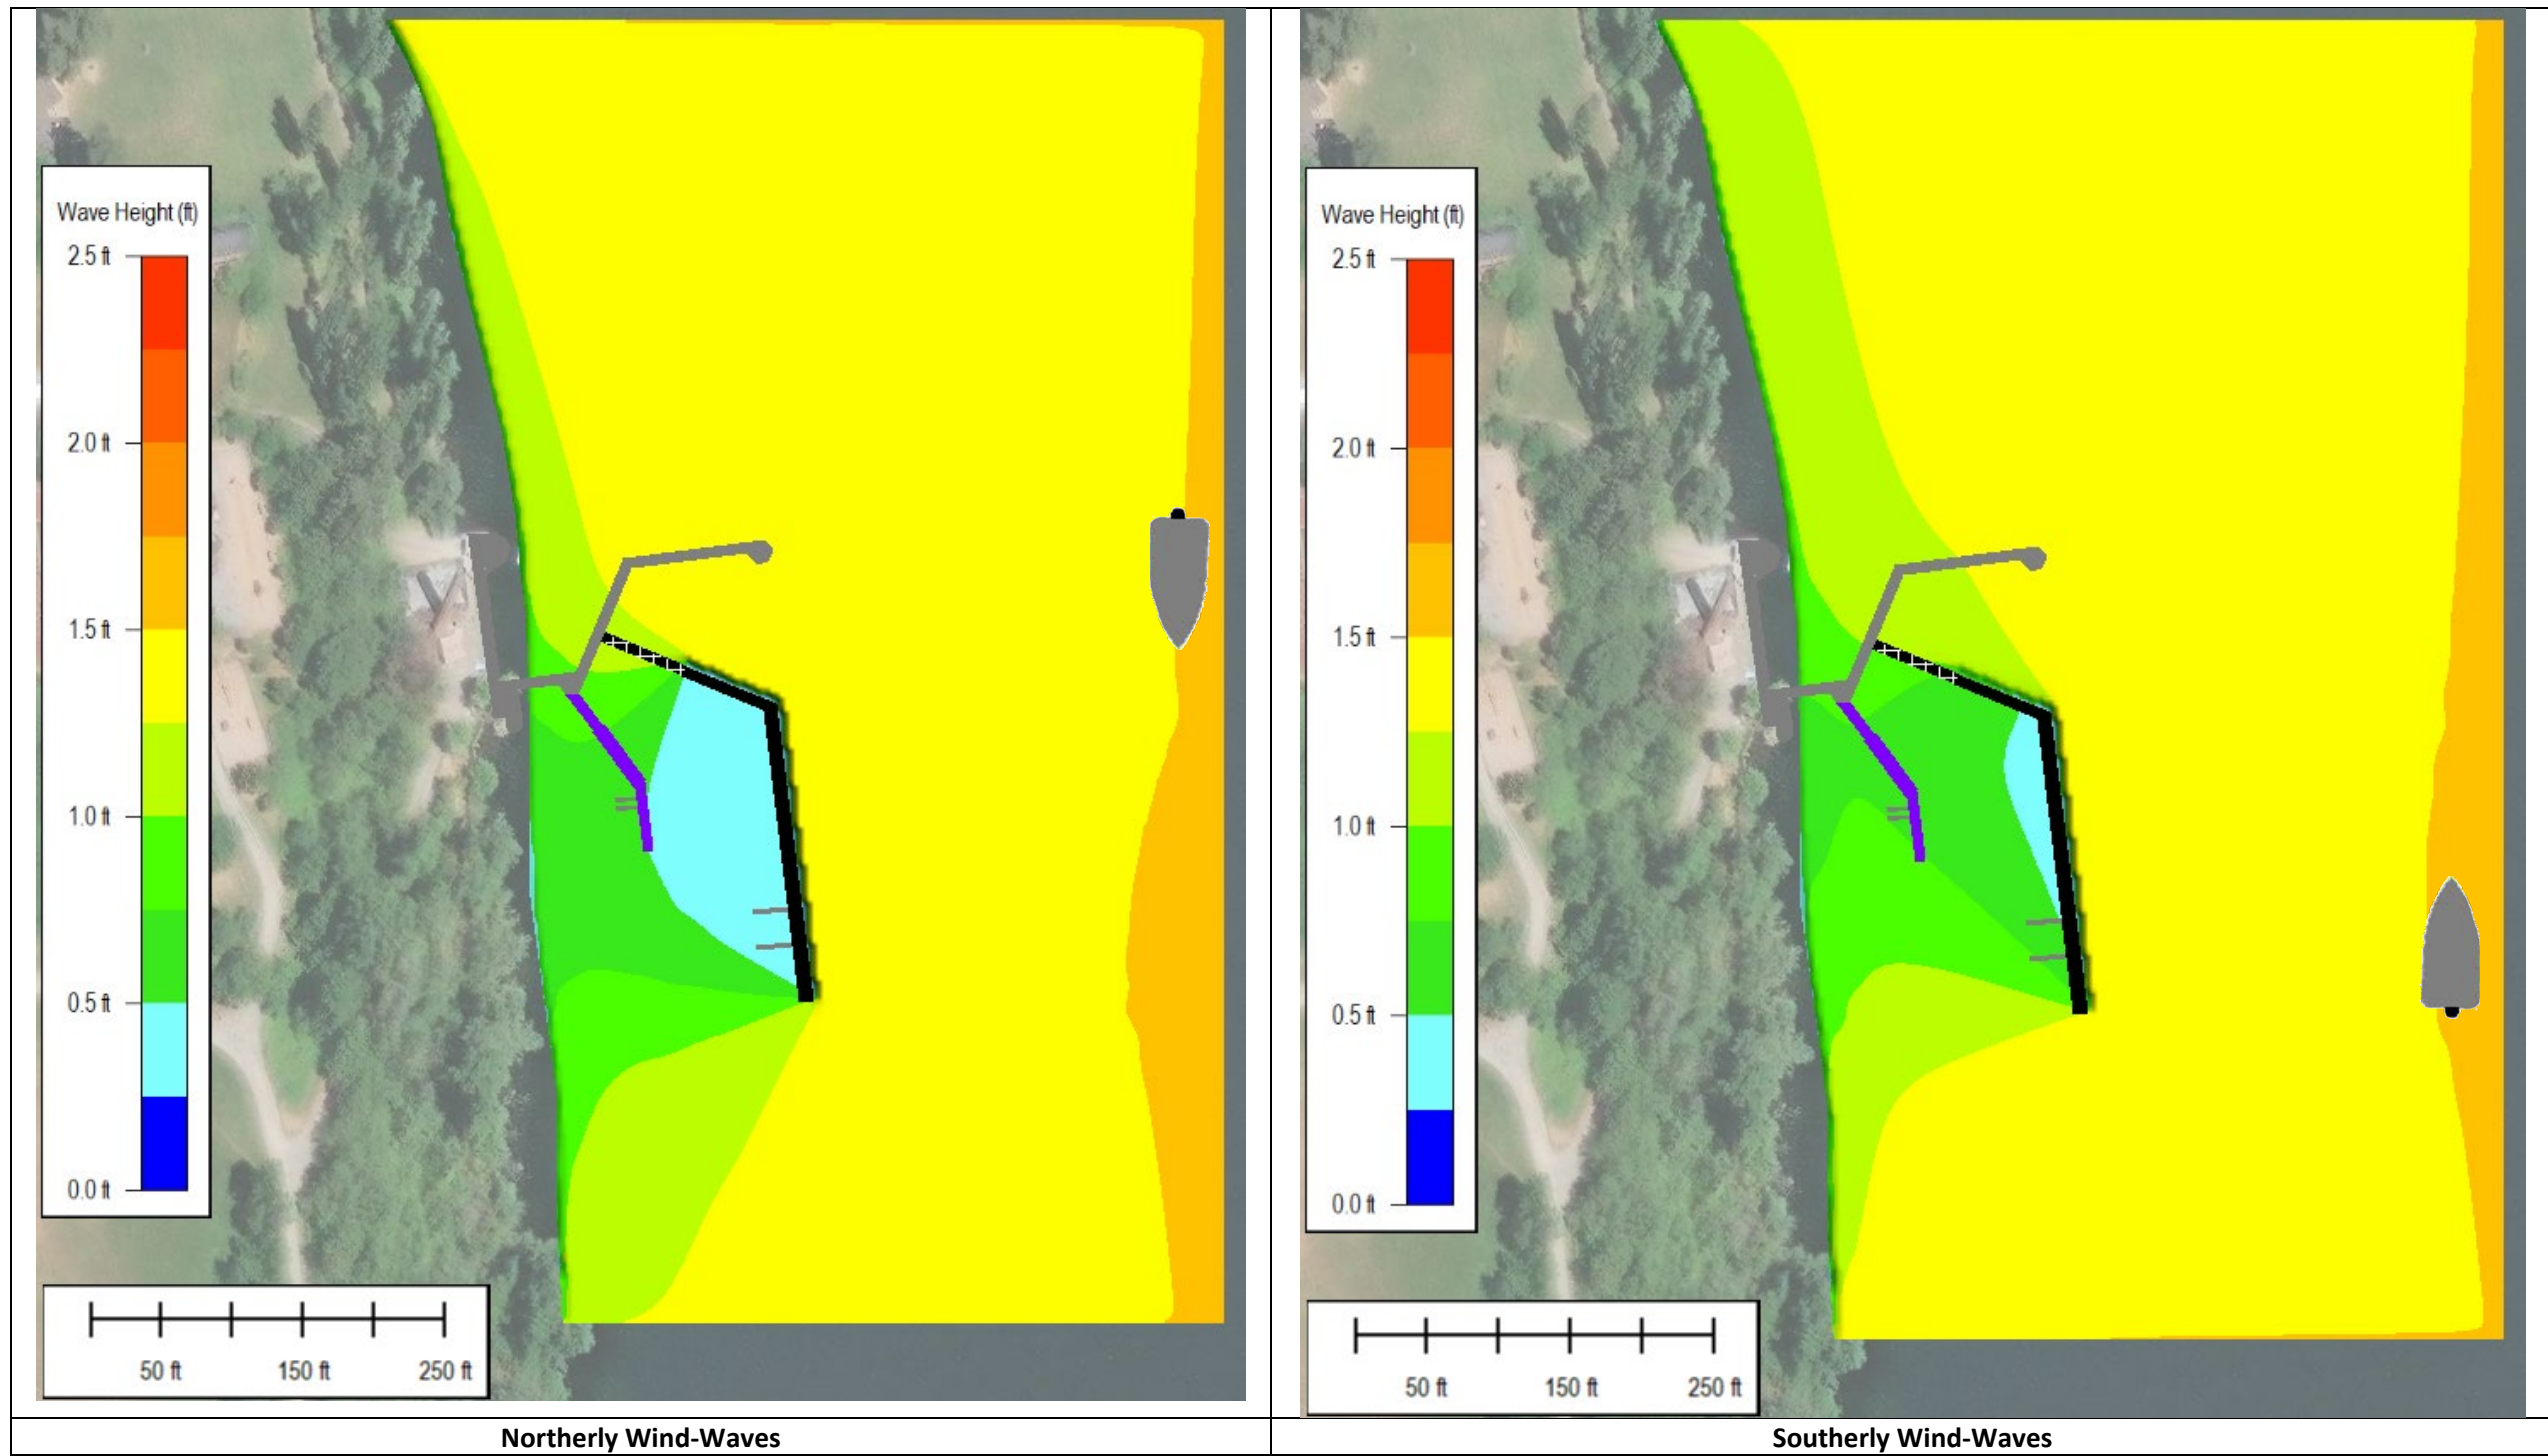 Wave Height (ft)
2.5 ft
2.0 ft
1.5 ft
1.0 ft
0.5 ft
0.0 ft
50 ft 150 ft 250 ft
Northerly Wind-Waves
Wave Height (ft)
2.5 ft
2.0 ft
1.5 ft
1.0 ft
0.5 ft
0.0 ft
50 ft 150 ft 250 ft
Southerly Wind-Waves